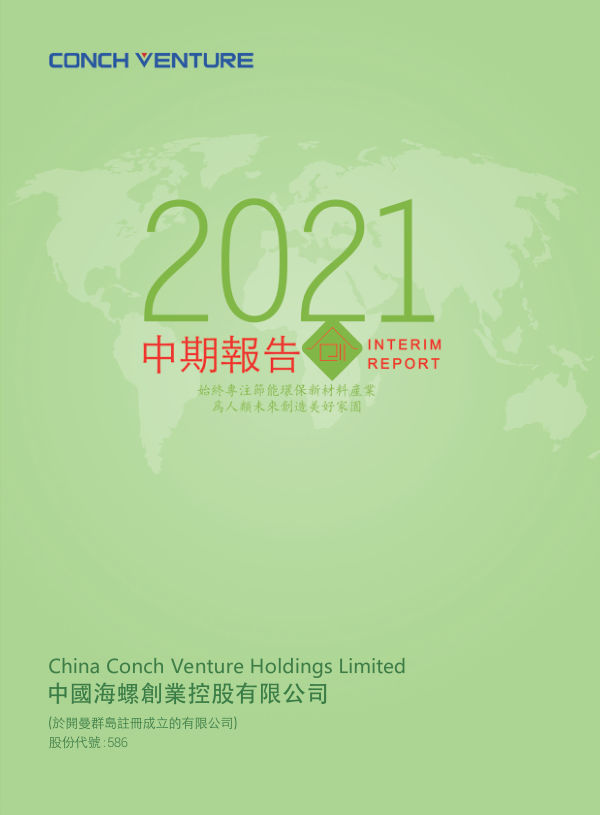 CONCH VENTURE
2021
中期報告
INTERIM
REPORT
始終專注節能環保新材料產業
爲人類未來創造美好家園
China Conch Venture Holdings Limited
中國海螺創業控股有限公司
(於開曼群島註冊成立的有限公司)
股份代號:586